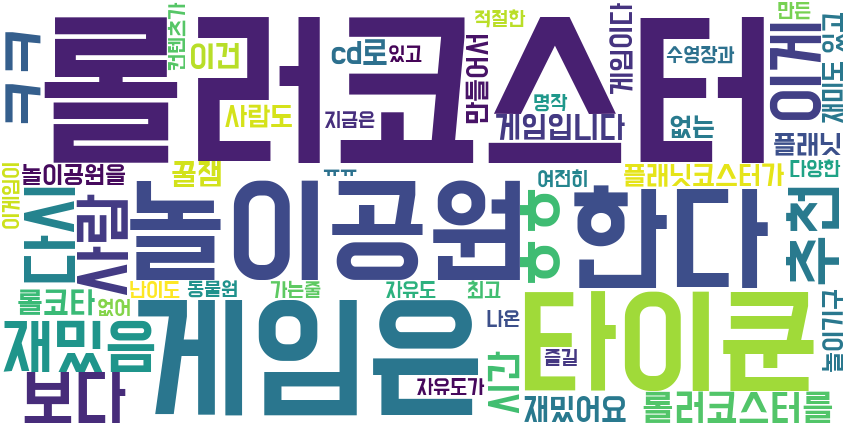 롤러코스터
ㅋㅋ
컨텐츠가
이건
cd로
있고
적절한
만들어서
게임이다
수영장과
이게
만든
재미도 있고
사람도
지금은
명작
게임입니다
없는
플래닛
놀이공원을
꿀잼
ㅠㅠ
여전히
플래닛코스터가
다양한
이게임이
시다
사람
놀이공원
ㅎㅎ
한다
추천
롤코타
없어
난이도
동물원
가는줄
자유도
최고
나온
타이쿤
놀이기구
재밌음
게임은
시간
즐길
보다
자유도가
재밌어요
롤러코스터를